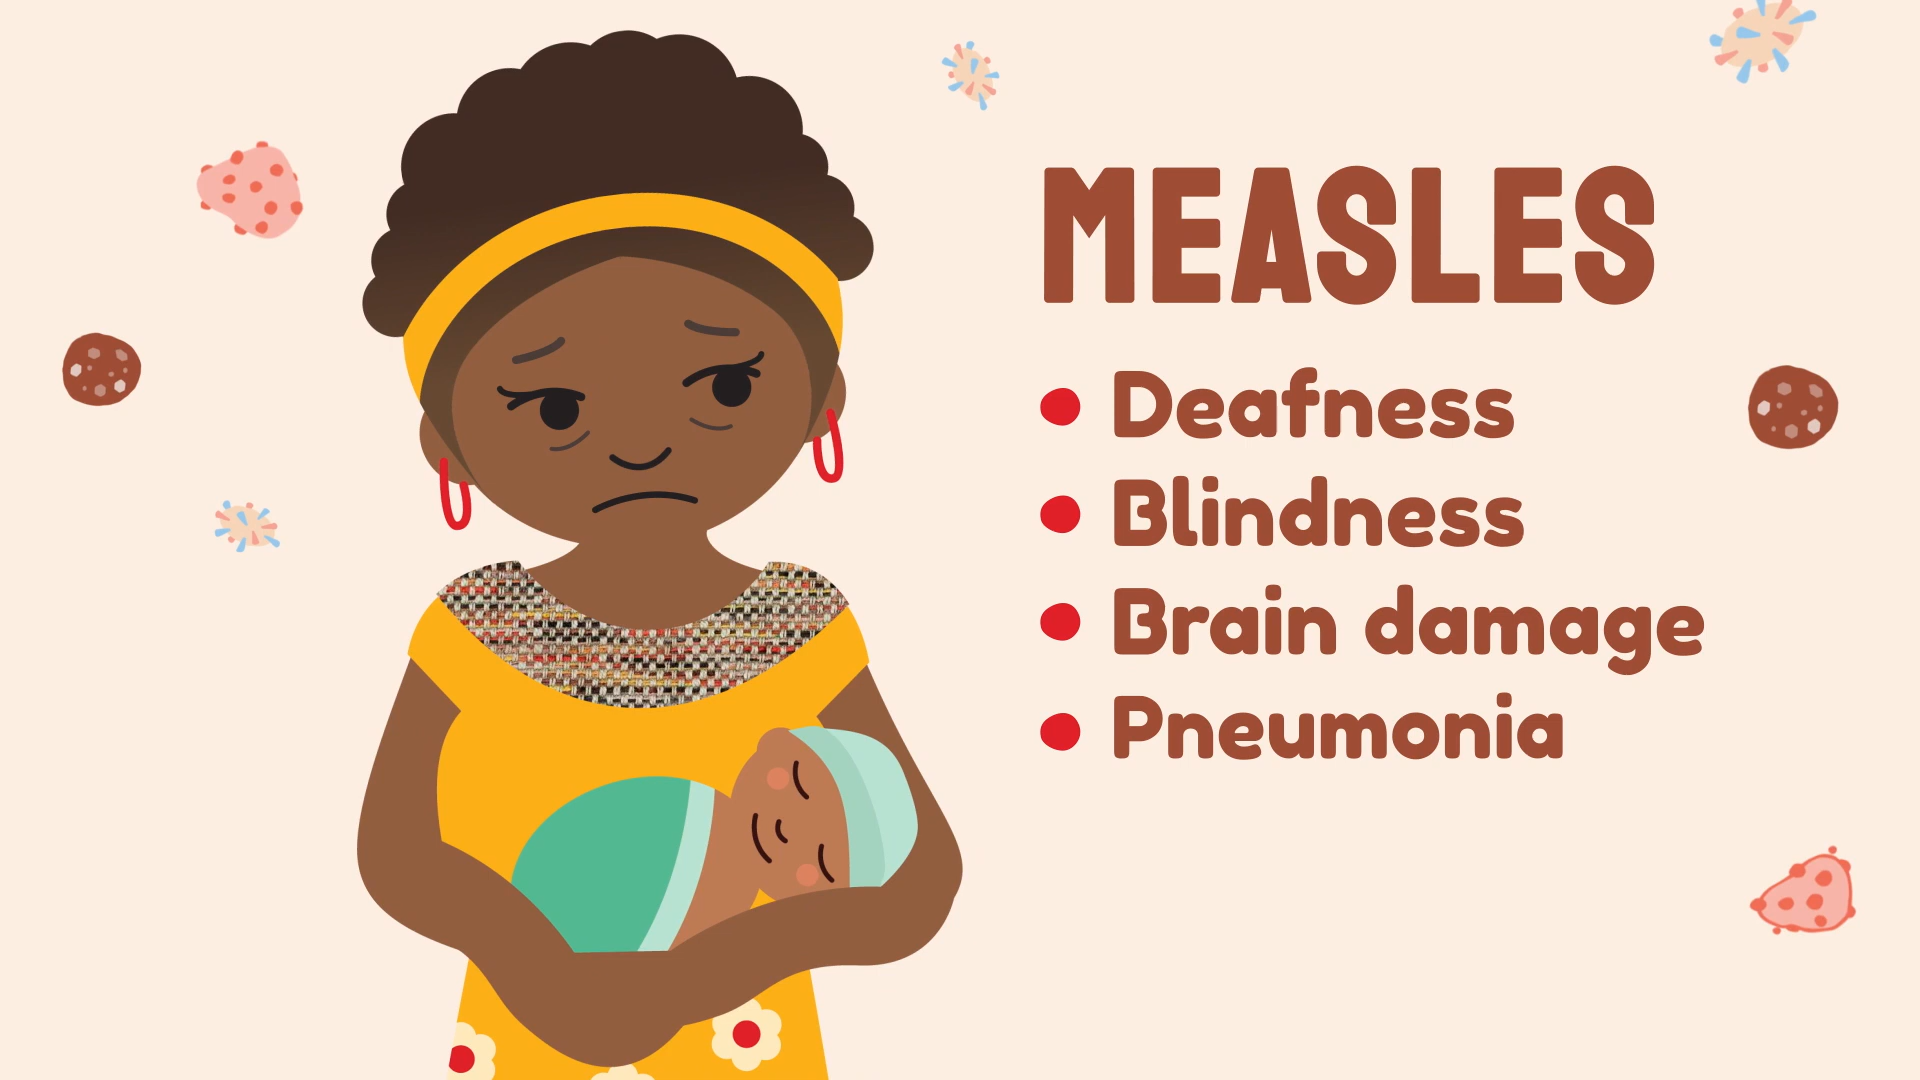 MEASLES
• Deafness
• Blindness
• Brain damage
• Pneumonia